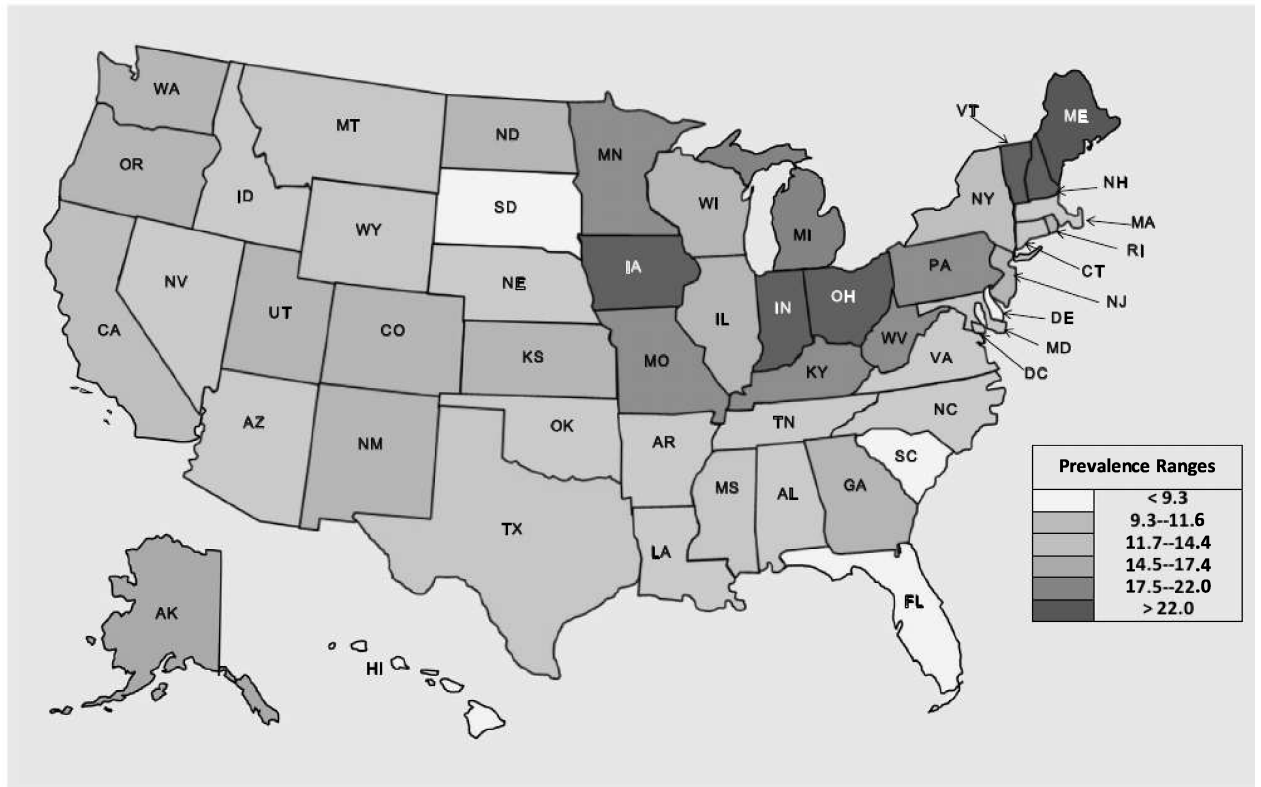 WA
MT
ND
MN
VT
ME
OR
ID
SD
WI
NY
NH
WY
MI
MA
RI
NV
NE
IA
PA
CT
UT
IL
IN
OH
NJ
CA
CO
DE
KS
MO
WV
VA
MD
KY
DC
AZ
NM
OK
AR
TN
NC
SC
MS
AL
GA
TX
LA
FL
AK
HI
Prevalence Ranges
< 9.3
9.3--11.6
11.7--14.4
14.5--17.4
17.5--22.0
> 22.0